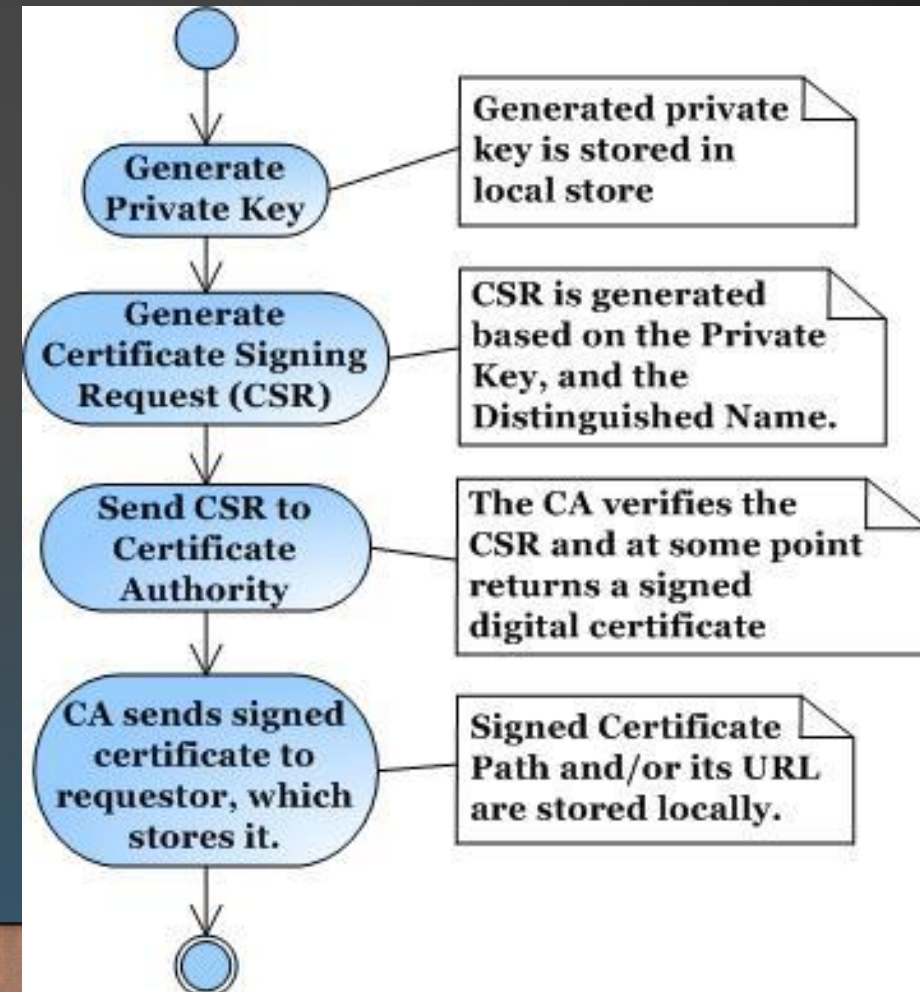 Generate
Private Key
Generated private
key is stored in
local store
Generate
Certificate Signing
Request (CSR)
CSR is generated
based on the Private
Key, and the
Distinguished Name.
Send CSR to
Certificate
Authority
The CA verifies the
CSR and at some point
returns a signed
digital certificate
CA sends signed
certificate to
requestor, which
stores it.
Signed Certificate
Path and/or its URL
are stored locally.